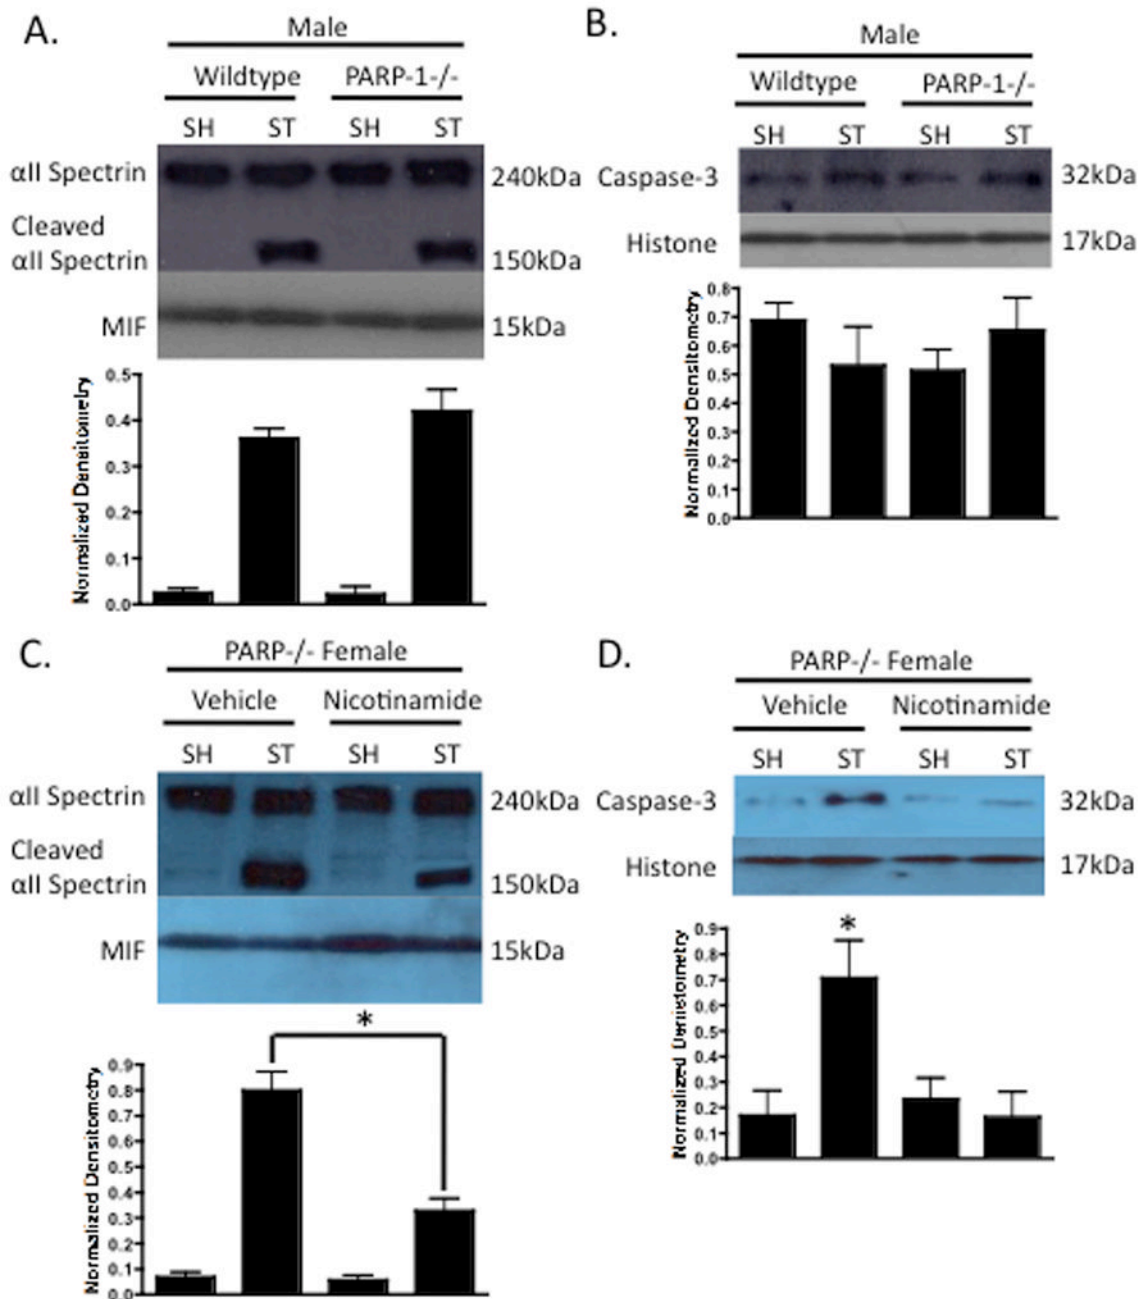 A.
Male
Wildtype PARP-1-/-
SH ST SH ST
αII Spectrin 240kDa
Cleaved
αII Spectrin 150kDa
MIF 15kDa
Normalized Densitometry
0.5
0.4
0.3
0.2
0.1
0.0
B.
Male
Wildtype PARP-1-/-
SH ST SH ST
Caspase-3 32kDa
Histone 17kDa
Normalized Densitometry
0.8
0.7
0.6
0.5
0.4
0.3
0.2
0.1
0.0
C.
PARP-/- Female
Vehicle Nicotinamide
SH ST SH ST
αII Spectrin 240kDa
Cleaved
αII Spectrin 150kDa
MIF 15kDa
*
Normalized Densitometry
0.9
0.8
0.7
0.6
0.5
0.4
0.3
0.2
0.1
0.0
D.
PARP-/- Female
Vehicle Nicotinamide
SH ST SH ST
Caspase-3 32kDa
Histone 17kDa
*
Normalized Densitometry
0.9
0.8
0.7
0.6
0.5
0.4
0.3
0.2
0.1
0.0